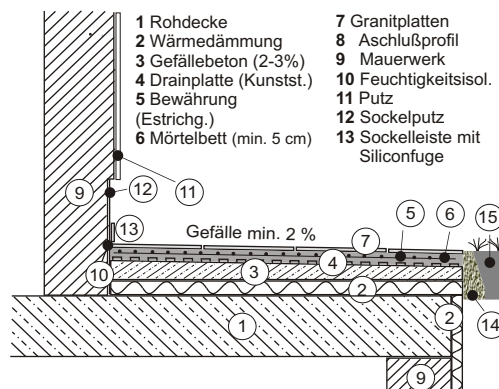 1 Rohdecke
2 Wärmedämmung
3 Gefällebeton (2-3%)
4 Drainplatte (Kunstst.)
5 Bewährung
(Estrichg.)
6 Mörtelbett (min. 5 cm)
7 Granitplatten
8 Aschlußprofil
9 Mauerwerk
10 Feuchtigkeitsisol.
11 Putz
12 Sockelputz
13 Sockelleiste mit
Siliconfuge
9
12
11
13
Gefälle min. 2 %
5
6
15
7
10
3
4
2
1
2
14
9